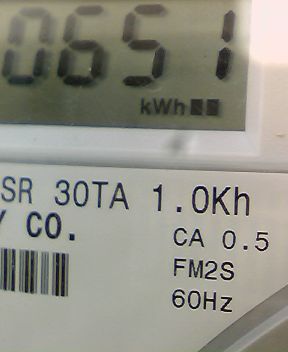 0651
kWh
SR 30TA 1.0Kh
Y CO.
CA 0.5
FM2S
60Hz